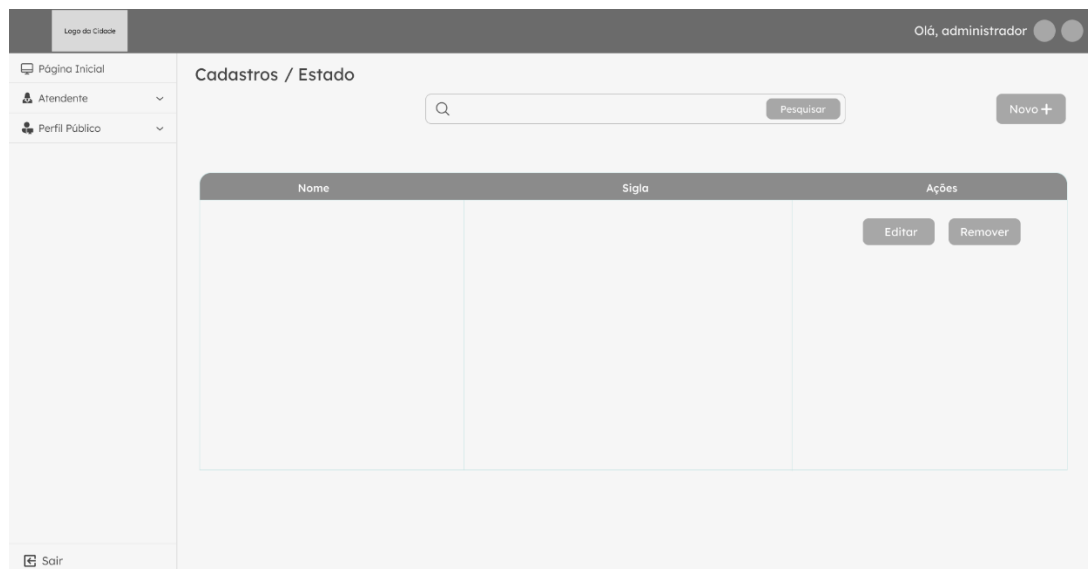 Logo da Cidade
Olá, administrador
Página Inicial
Atendente
Perfil Público
Cadastros / Estado
Pesquisar
Novo +
Nome Sigla Ações
Editar Remover
Sair